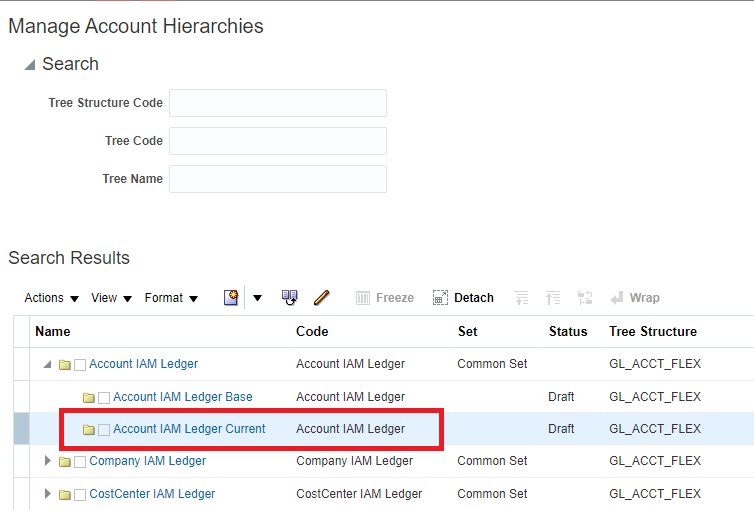 Manage Account Hierarchies
Search
Tree Structure Code
Tree Code
Tree Name
Search Results
Actions View Format Freeze Detach Wrap
Name Code Set Status Tree Structure
Account IAM Ledger Account IAM Ledger Common Set GL_ACCT_FLEX
Account IAM Ledger Base Account IAM Ledger Draft GL_ACCT_FLEX
Account IAM Ledger Current Account IAM Ledger Draft GL_ACCT_FLEX
Company IAM Ledger Company IAM Ledger Common Set GL_ACCT_FLEX
CostCenter IAM Ledger CostCenter IAM Ledger Common Set GL_ACCT_FLEX